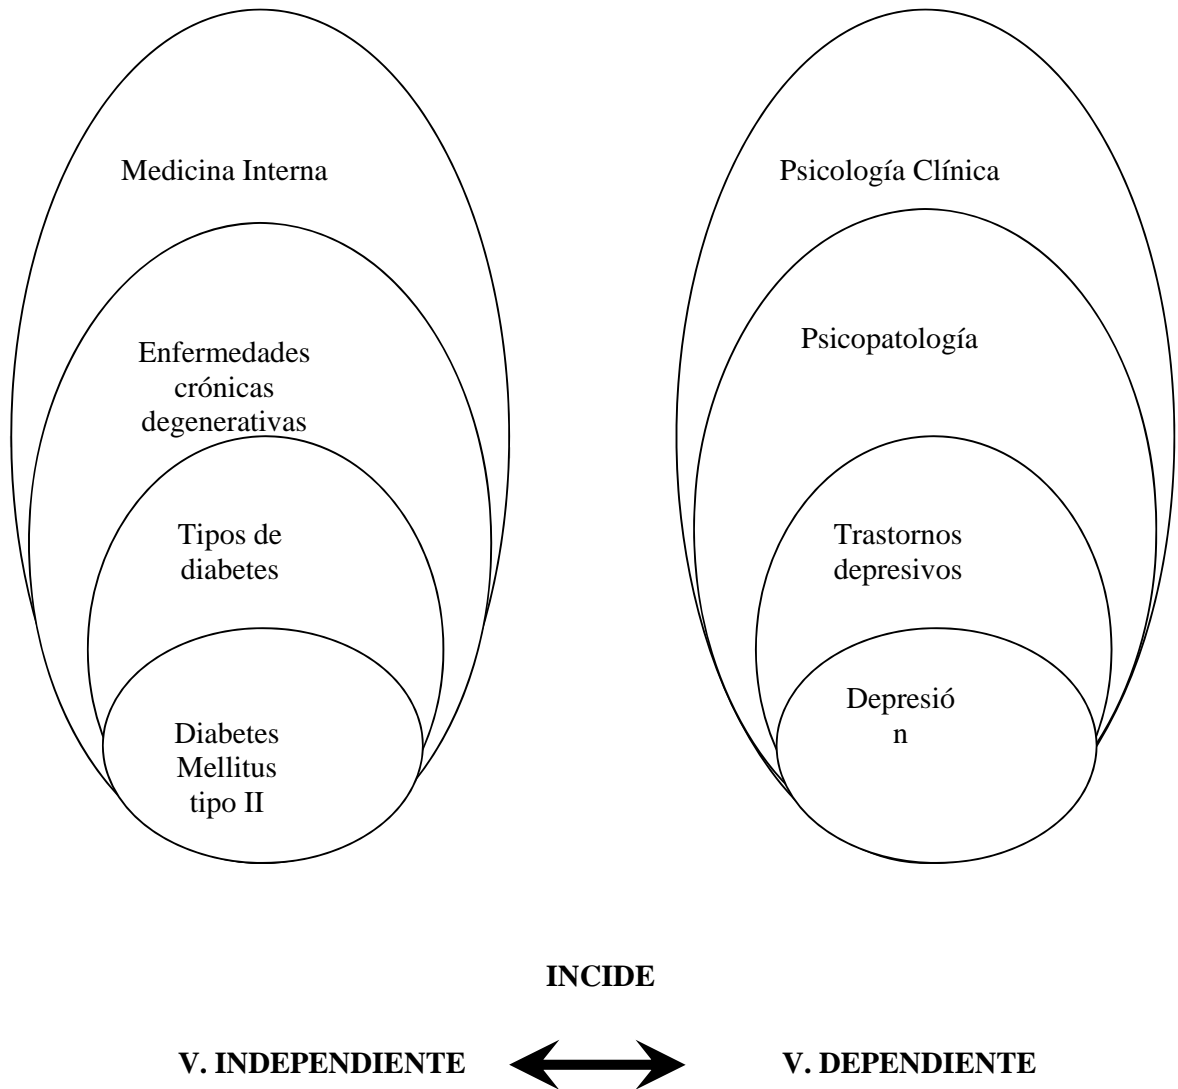 Medicina Interna
Enfermedades
crónicas
degenerativas
Tipos de
diabetes
Diabetes
Mellitus
tipo II
Psicología Clínica
Psicopatología
Trastornos
depresivos
Depresió
n
INCIDE
V. INDEPENDIENTE
V. DEPENDIENTE